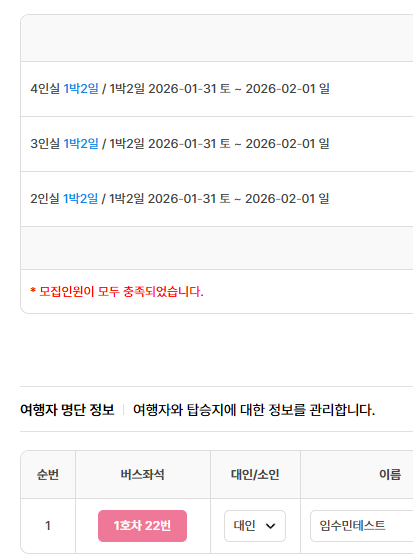 4인실 1박2일 / 1박2일 2026-01-31 토 ~ 2026-02-01 일
3인실 1박2일 / 1박2일 2026-01-31 토 ~ 2026-02-01 일
2인실 1박2일 / 1박2일 2026-01-31 토 ~ 2026-02-01 일
* 모집인원이 모두 충족되었습니다.
여행자 명단 정보 | 여행자와 탑승지에 대한 정보를 관리합니다.
순번 버스좌석 대인/소인 이름
1 1호차 22번 대인 임수민테스트